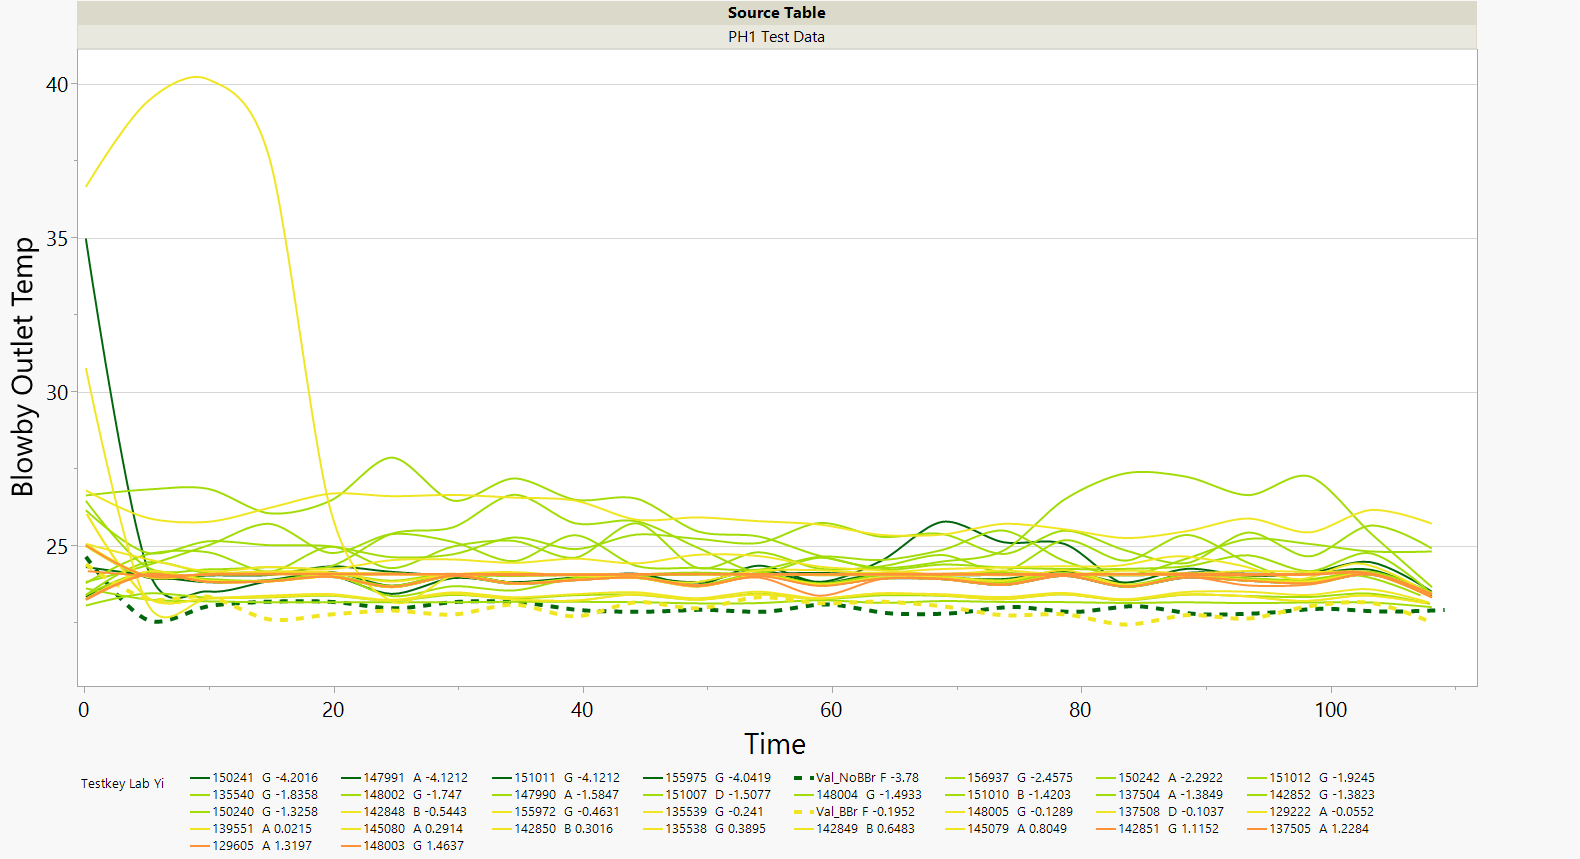 Source Table
PH1 Test Data
40
35
30
25
Blowby Outlet Temp
0 20 40 60 80 100
Time
Testkey Lab Yi
150241 G -4.2016 147991 A -4.1212 151011 G -4.1212 155975 G -4.0419 Val_NoBBr F -3.78 156937 G -2.4575 150242 A -2.2922 151012 G -1.9245
135540 G -1.8358 148002 G -1.747 147990 A -1.5847 151007 D -1.5077 148004 G -1.4933 151010 B -1.4203 137504 A -1.3849 142852 G -1.3823
150240 G -1.3258 142848 B -0.5443 155972 G -0.4631 135539 G -0.241 Val_BBr F -0.1952 148005 G -0.1289 137508 D -0.1037 129222 A -0.0552
139551 A 0.0215 145080 A 0.2914 142850 B 0.3016 135538 G 0.3895 142849 B 0.6483 145079 A 0.8049 142851 G 1.1152 137505 A 1.2284
129605 A 1.3197 148003 G 1.4637